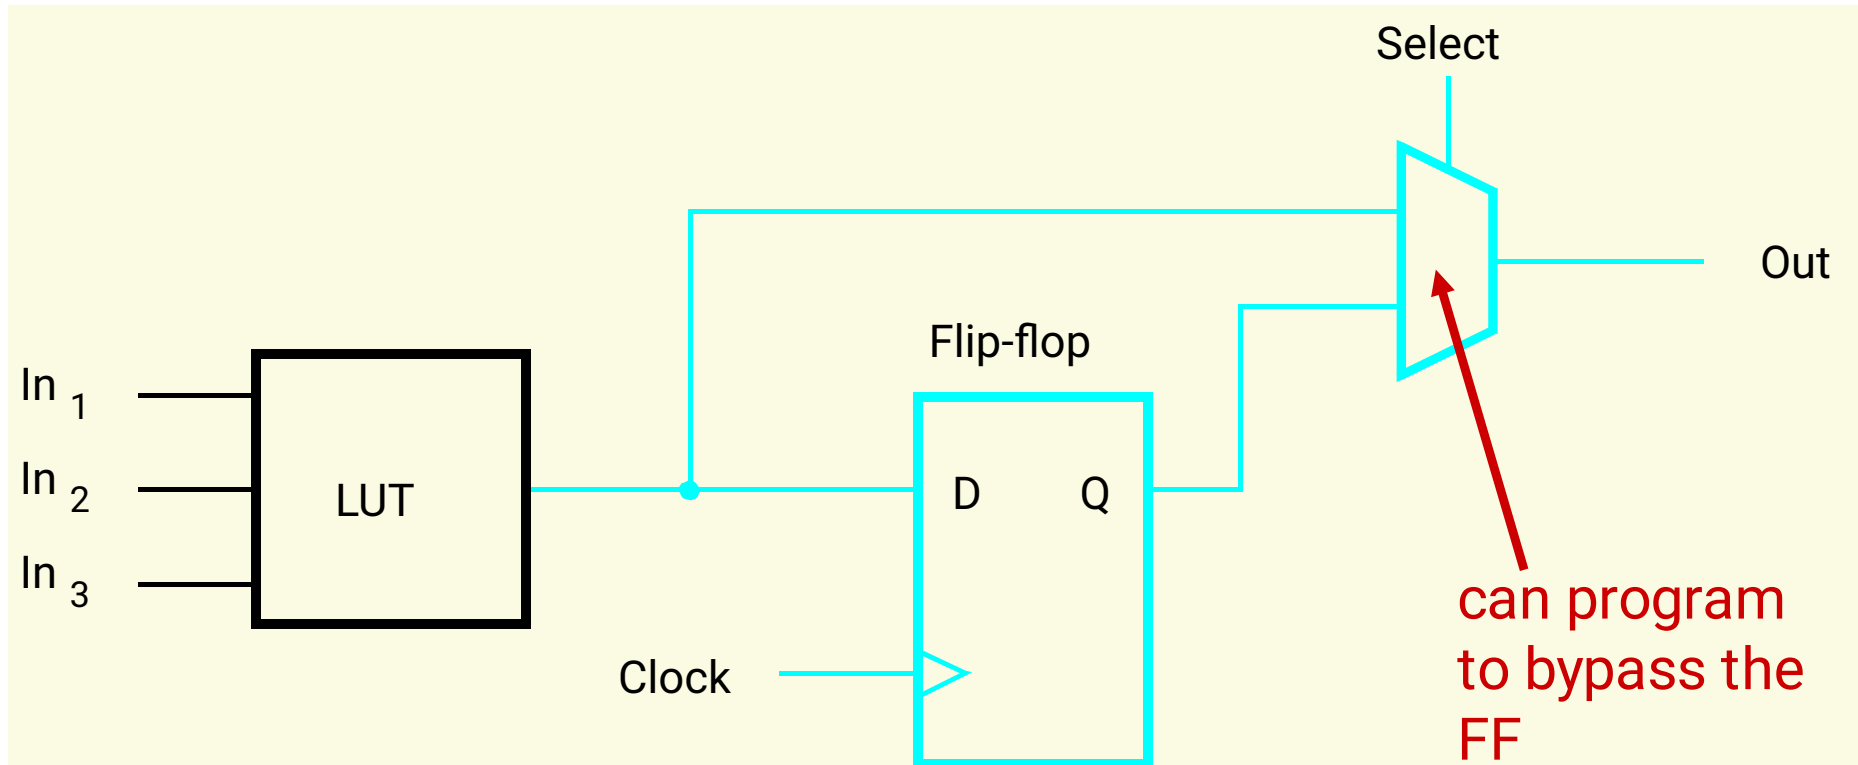 Select
Out
Flip-flop
In 1
In 2
In 3
LUT
D
Q
Clock
can program
to bypass the
FF